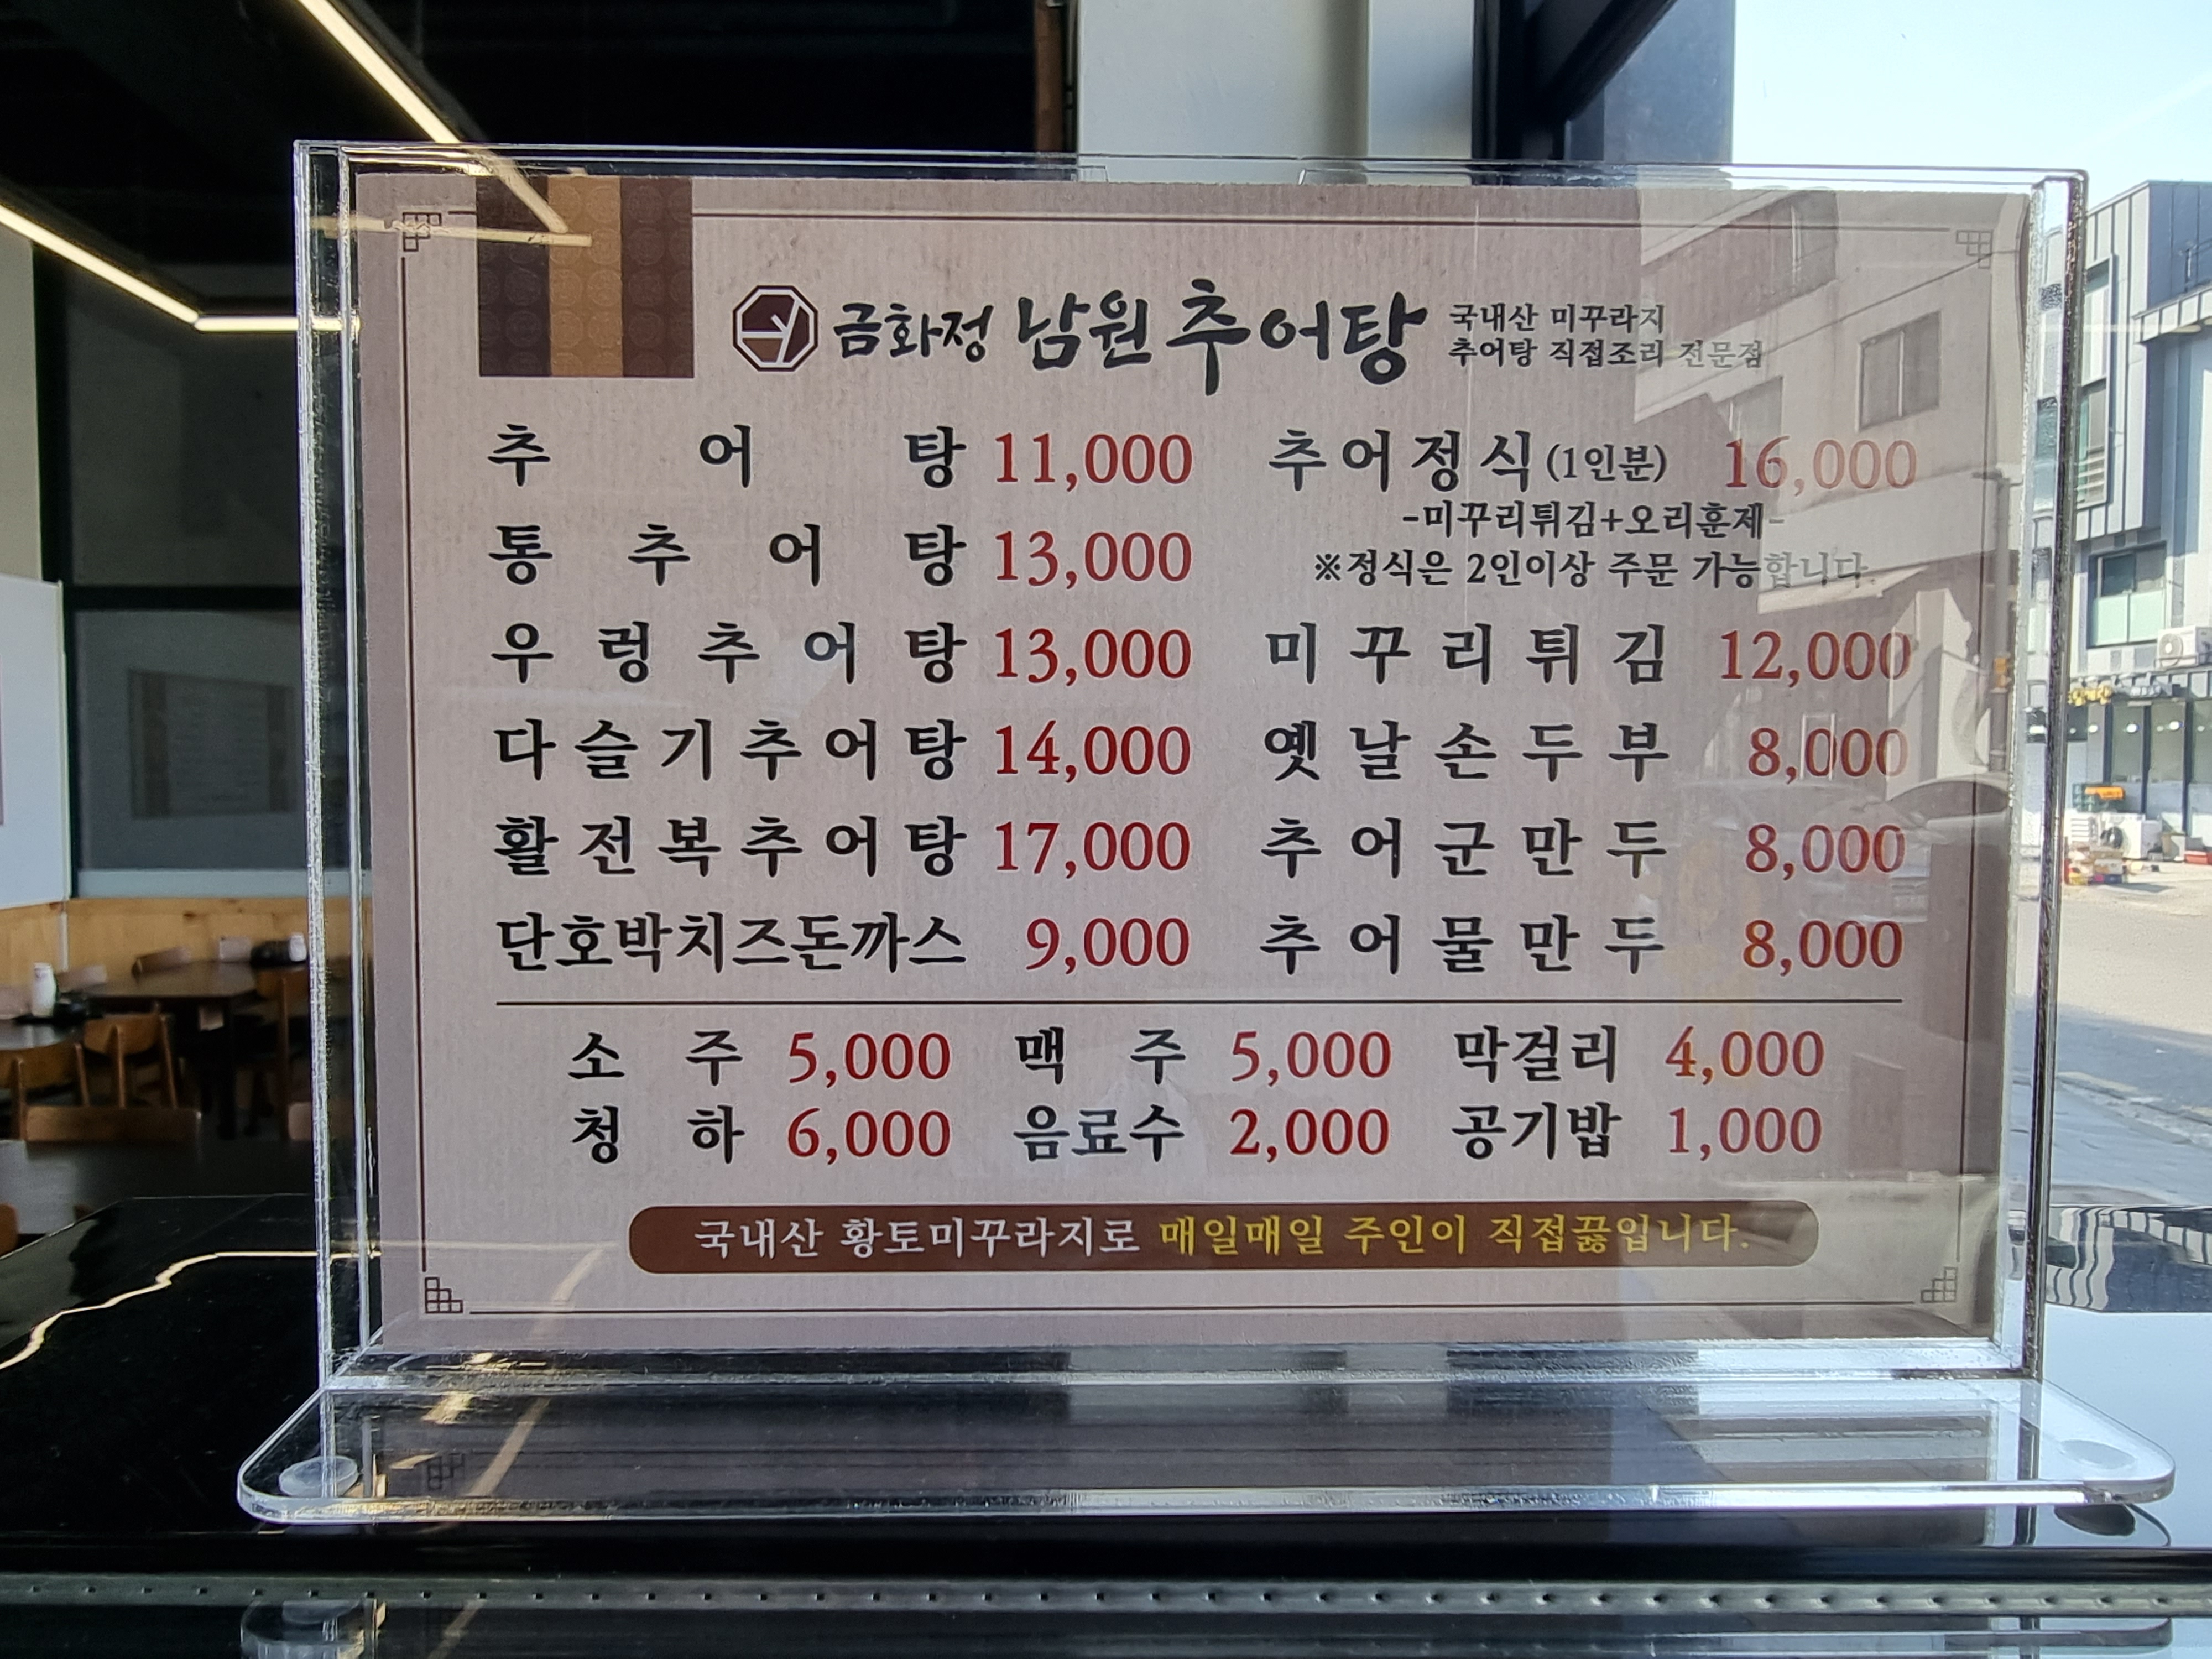 금화정 남원추어탕
국내산 미꾸라지
추어탕 직접조리 전문점
추어탕 11,000
통추어탕 13,000
우렁추어탕 13,000
다슬기추어탕 14,000
활전복추어탕 17,000
단호박치즈돈까스 9,000
추어정식(1인분) 16,000
-미꾸리튀김+오리훈제-
※정식은 2인이상 주문 가능합니다.
미꾸리튀김 12,000
옛날손두부 8,000
추어군만두 8,000
추어물만두 8,000
소주 5,000 맥주 5,000 막걸리 4,000
청하 6,000 음료수 2,000 공기밥 1,000
국내산 황토미꾸라지로 매일매일 주인이 직접끓입니다.